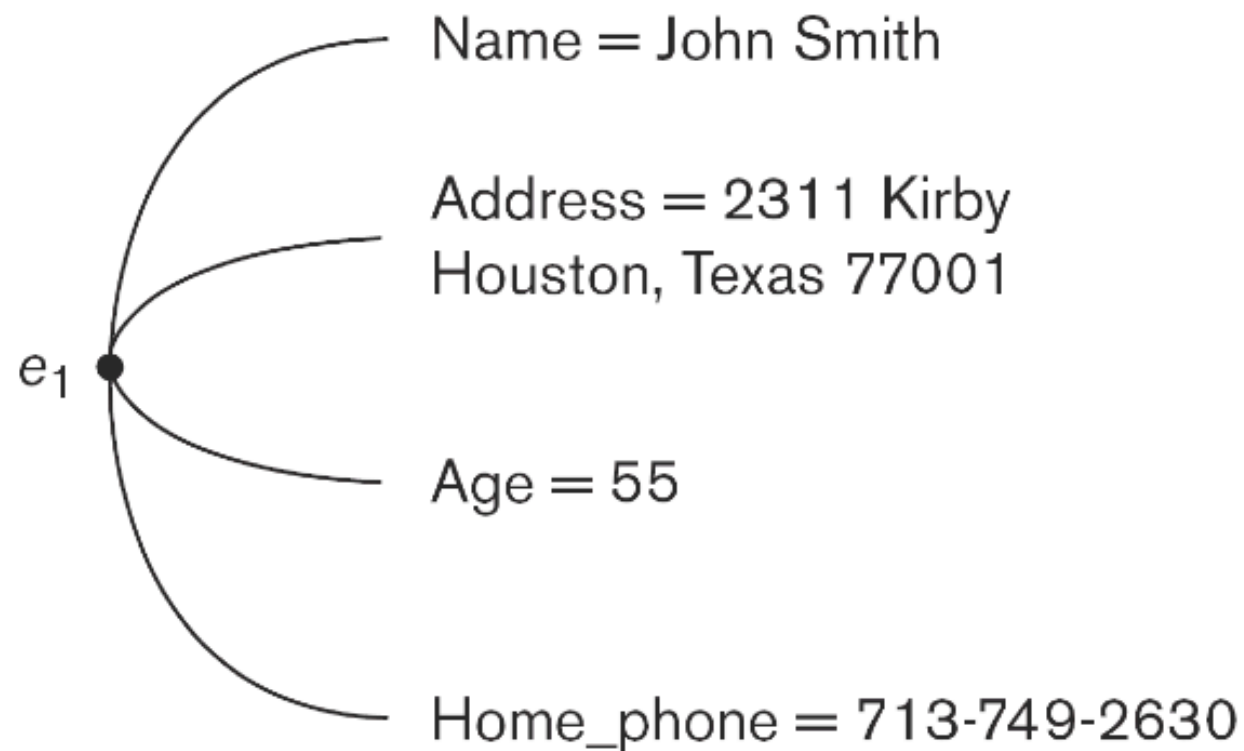 Name = John Smith
Address = 2311 Kirby
Houston, Texas 77001
e₁
Age = 55
Home_phone = 713-749-2630